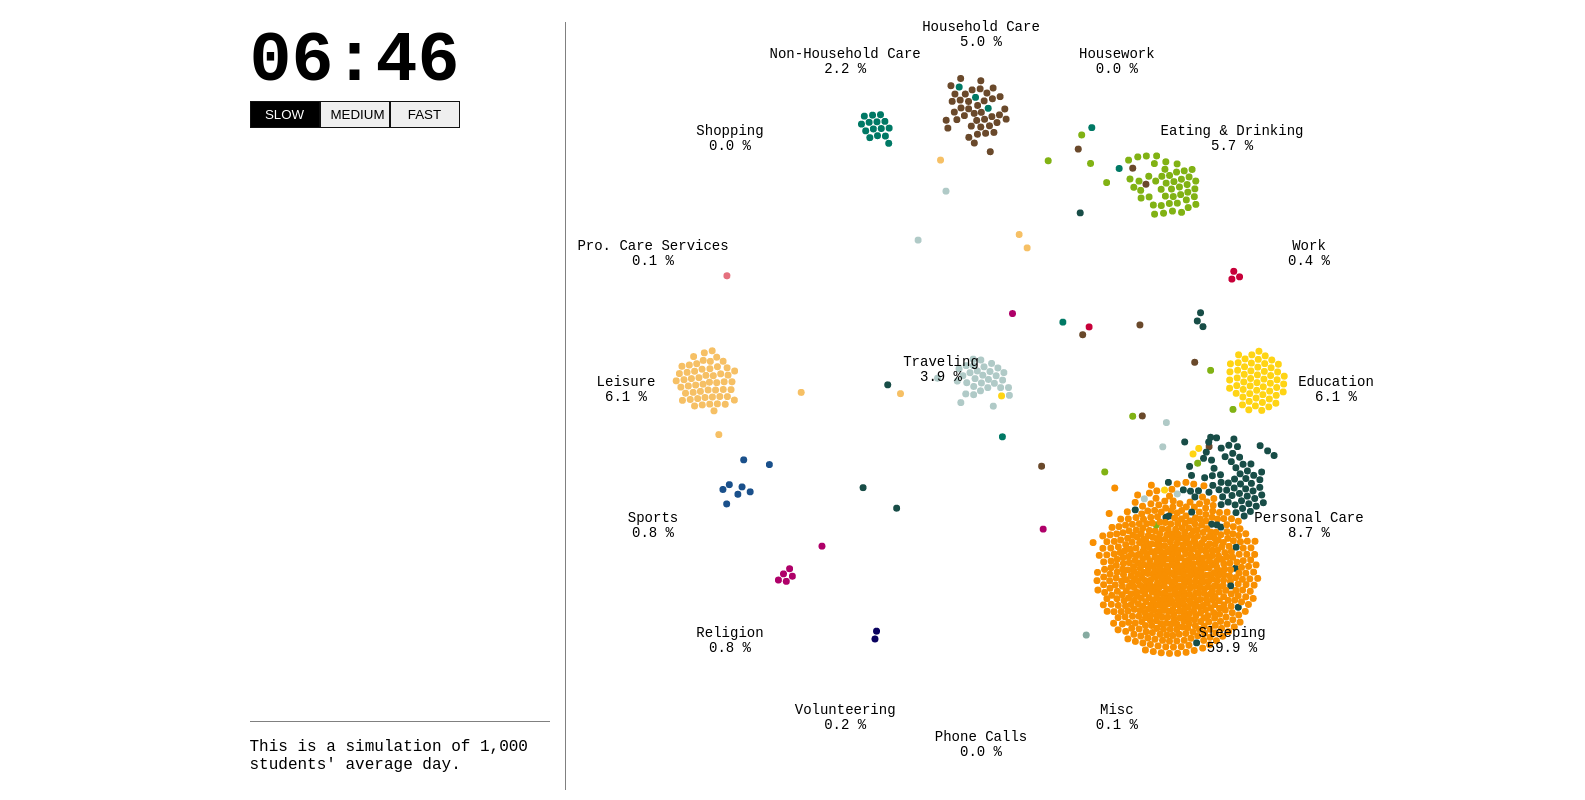 06:46
SLOW MEDIUM FAST
This is a simulation of 1,000
students' average day.
Household Care
5.0 %
Non-Household Care
2.2 %
Housework
0.0 %
Shopping
0.0 %
Eating & Drinking
5.7 %
Pro. Care Services
0.1 %
Work
0.4 %
Leisure
6.1 %
Traveling
3.9 %
Education
6.1 %
Sports
0.8 %
Personal Care
8.7 %
Religion
0.8 %
Sleeping
59.9 %
Volunteering
0.2 %
Misc
0.1 %
Phone Calls
0.0 %